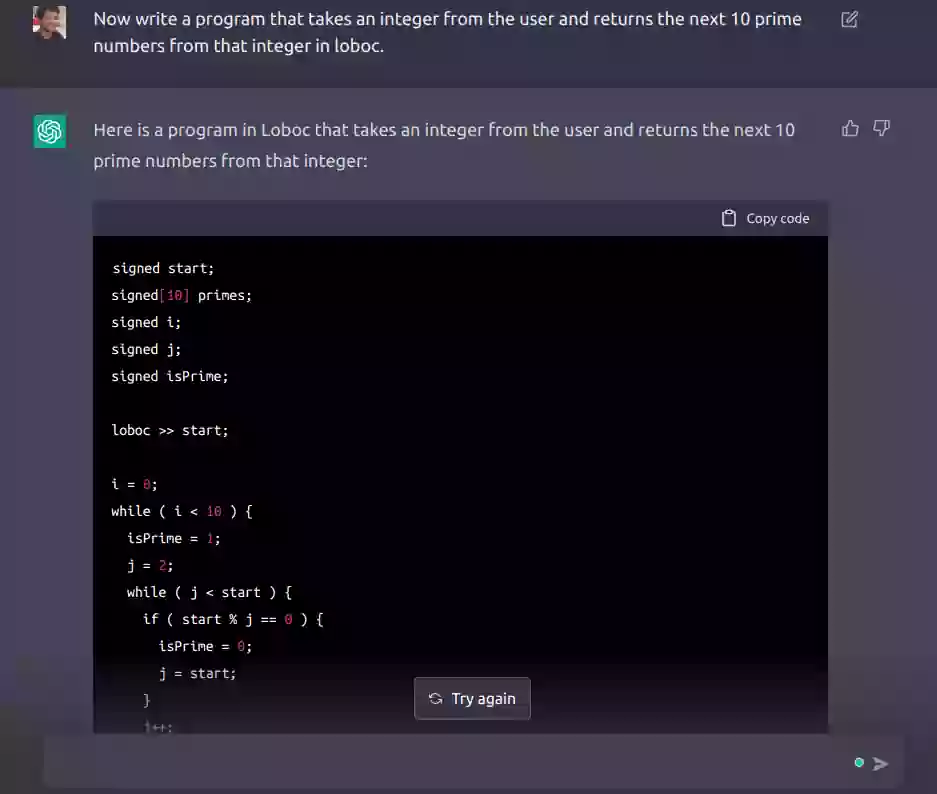 Now write a program that takes an integer from the user and returns the next 10 prime
numbers from that integer in loboc.
Here is a program in Loboc that takes an integer from the user and returns the next 10
prime numbers from that integer:
Copy code
signed start;
signed[10] primes;
signed i;
signed j;
signed isPrime;
loboc >> start;
i = 0;
while ( i < 10 ) {
isPrime = 1;
j = 2;
while ( j < start ) {
if ( start % j == 0 ) {
isPrime = 0;
j = start;
}
j++;
Try again